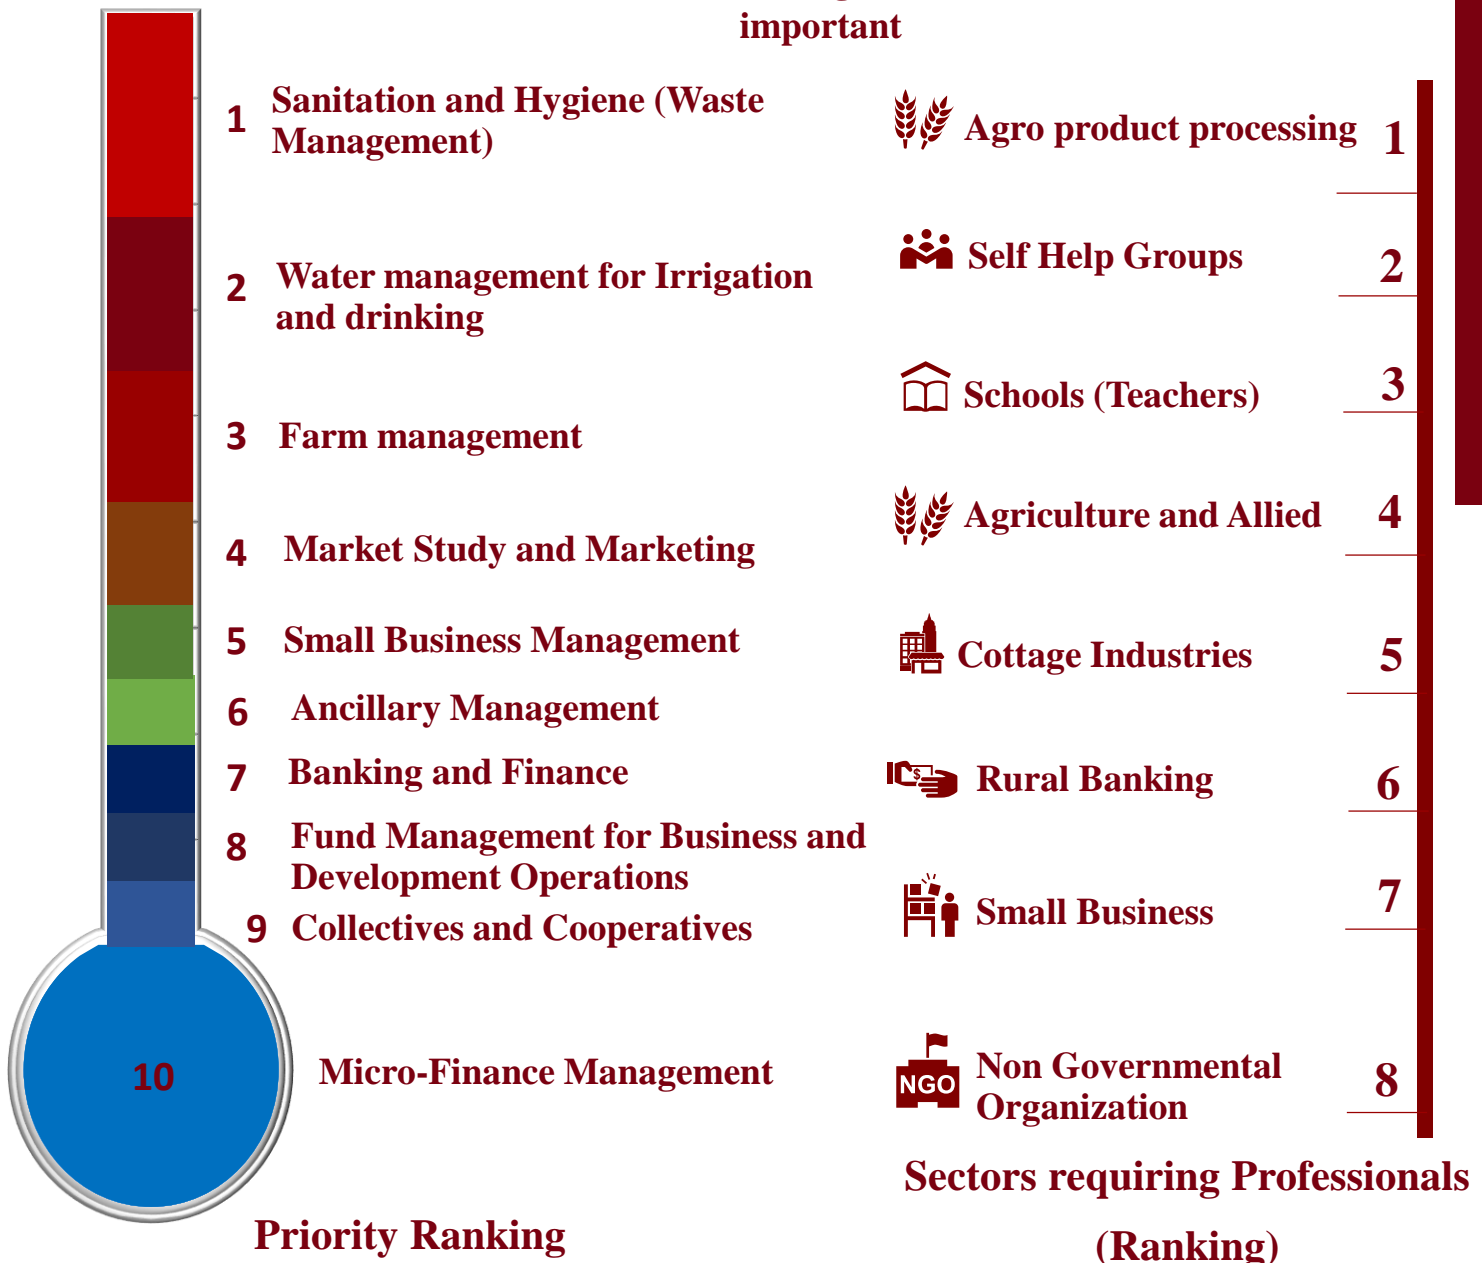 important
1 Sanitation and Hygiene (Waste
Management)
2 Water management for Irrigation
and drinking
3 Farm management
4 Market Study and Marketing
5 Small Business Management
6 Ancillary Management
7 Banking and Finance
8 Fund Management for Business and
Development Operations
9 Collectives and Cooperatives
10 Micro-Finance Management
Priority Ranking
Agro product processing 1
Self Help Groups 2
Schools (Teachers) 3
Agriculture and Allied 4
Cottage Industries 5
$ Rural Banking 6
Small Business 7
NGO
Non Governmental
Organization 8
Sectors requiring Professionals
(Ranking)